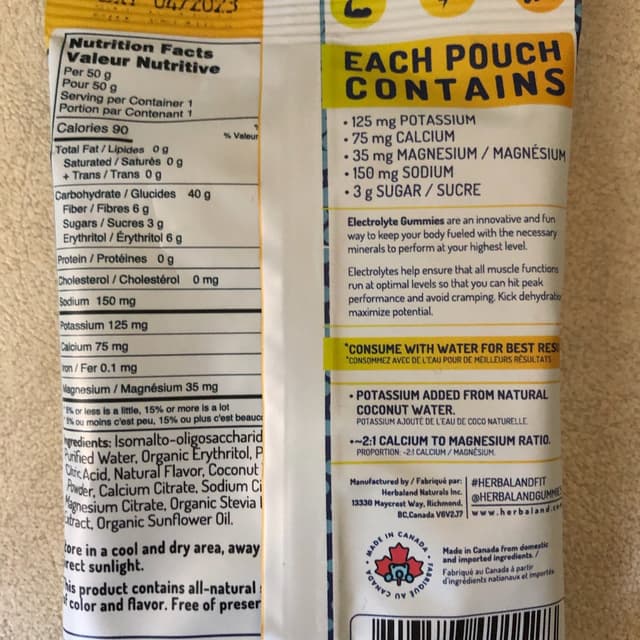 04/2023
Nutrition Facts
Valeur Nutritive
Per 50 g
Pour 50 g
Serving per Container 1
Portion par Contenant 1
Calories 90
% Valeur
Total Fat / Lipides 0 g
Saturated / Saturés 0 g
+ Trans / Trans 0 g
Carbohydrate / Glucides 40 g
Fiber / Fibres 6 g
Sugars / Sucres 3 g
Erythritol / Érythritol 6 g
Protein / Protéines 0 g
Cholesterol / Cholestérol 0 mg
Sodium 150 mg
Potassium 125 mg
Calcium 75 mg
Iron / Fer 0.1 mg
Magnesium / Magnésium 35 mg
5% or less is a little, 15% or more is a lot
5% ou moins c'est peu, 15% ou plus c'est beauco
Ingredients: Isomalto-oligosaccharid
Purified Water, Organic Erythritol, P
Citric Acid, Natural Flavor, Coconut
Powder, Calcium Citrate, Sodium Ci
Magnesium Citrate, Organic Stevia
Extract, Organic Sunflower Oil.
tore in a cool and dry area, away
rect sunlight.
his product contains all-natural
f color and flavor. Free of preser
EACH POUCH
CONTAINS
• 125 mg POTASSIUM
• 75 mg CALCIUM
• 35 mg MAGNESIUM / MAGNÉSIUM
• 150 mg SODIUM
• 3 g SUGAR / SUCRE
Electrolyte Gummies are an innovative and fun
way to keep your body fueled with the necessary
minerals to perform at your highest level.
Electrolytes help ensure that all muscle functions
run at optimal levels so that you can hit peak
performance and avoid cramping. Kick dehydratio
maximize potential.
*CONSUME WITH WATER FOR BEST RESU
*CONSOMMEZ AVEC DE L'EAU POUR DE MEILLEURS RÉSULTATS
• POTASSIUM ADDED FROM NATURAL
COCONUT WATER.
POTASSIUM AJOUTÉ DE L'EAU DE COCO NATURELLE.
•~2:1 CALCIUM TO MAGNESIUM RATIO.
PROPORTION: ~2:1 CALCIUM / MAGNÉSIUM.
Manufactured by / Fabriqué par:
Herbaland Naturals Inc.
13330 Maycrest Way, Richmond,
BC,Canada V6V2J7
#HERBALANDFIT
@HERBALANDGUMMIE
www.herbaland.co
MADE IN CANADA • FABRIQUÉ AU CANADA •
Made in Canada from domestic
and imported ingredients. /
Fabriqué au Canada à partir
d'ingrédients nationaux et importés.